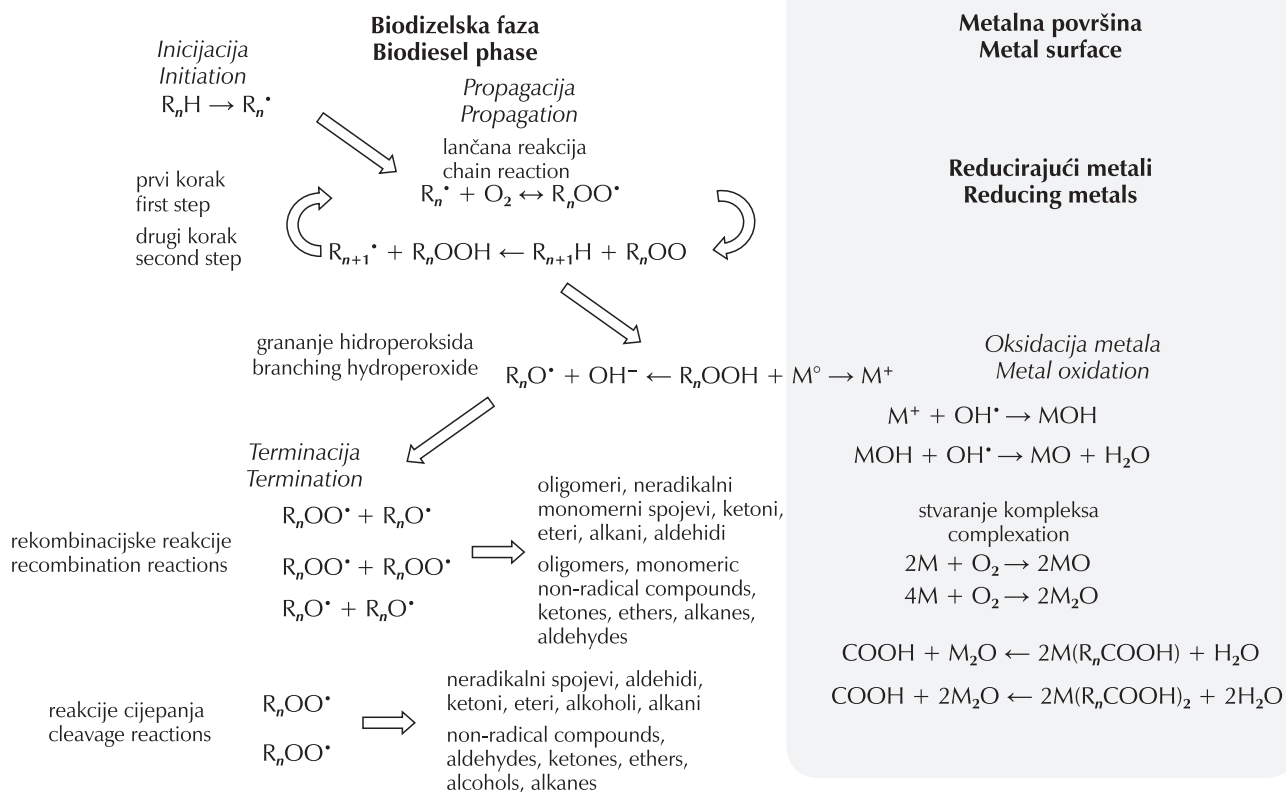 Biodizelska faza
Biodiesel phase
Inicijacija
Initiation
RₙH → Rₙ•
Propagacija
Propagation
lančana reakcija
chain reaction
prvi korak
first step
Rₙ• + O₂ ↔ RₙOO•
drugi korak
second step
Rₙ₊₁• + RₙOOH ← Rₙ₊₁H + RₙOO
grananje hidroperoksida
branching hydroperoxide
RₙO• + OH⁻ ← RₙOOH + M° → M⁺
Terminacija
Termination
rekombinacijske reakcije
recombination reactions
RₙOO• + RₙO•
RₙOO• + RₙOO•
RₙO• + RₙO•
oligomeri, neradikalni
monomerni spojevi, ketoni,
eteri, alkani, aldehidi
oligomers, monomeric
non-radical compounds,
ketones, ethers, alkanes,
aldehydes
reakcije cijepanja
cleavage reactions
RₙOO•
RₙOO•
neradikalni spojevi, aldehidi,
ketoni, eteri, alkoholi, alkani
non-radical compounds,
aldehydes, ketones, ethers,
alcohols, alkanes
Metalna površina
Metal surface
Reducirajući metali
Reducing metals
Oksidacija metala
Metal oxidation
M⁺ + OH• → MOH
MOH + OH• → MO + H₂O
stvaranje kompleksa
complexation
2M + O₂ → 2MO
4M + O₂ → 2M₂O
COOH + M₂O ← 2M(RₙCOOH) + H₂O
COOH + 2M₂O ← 2M(RₙCOOH)₂ + 2H₂O